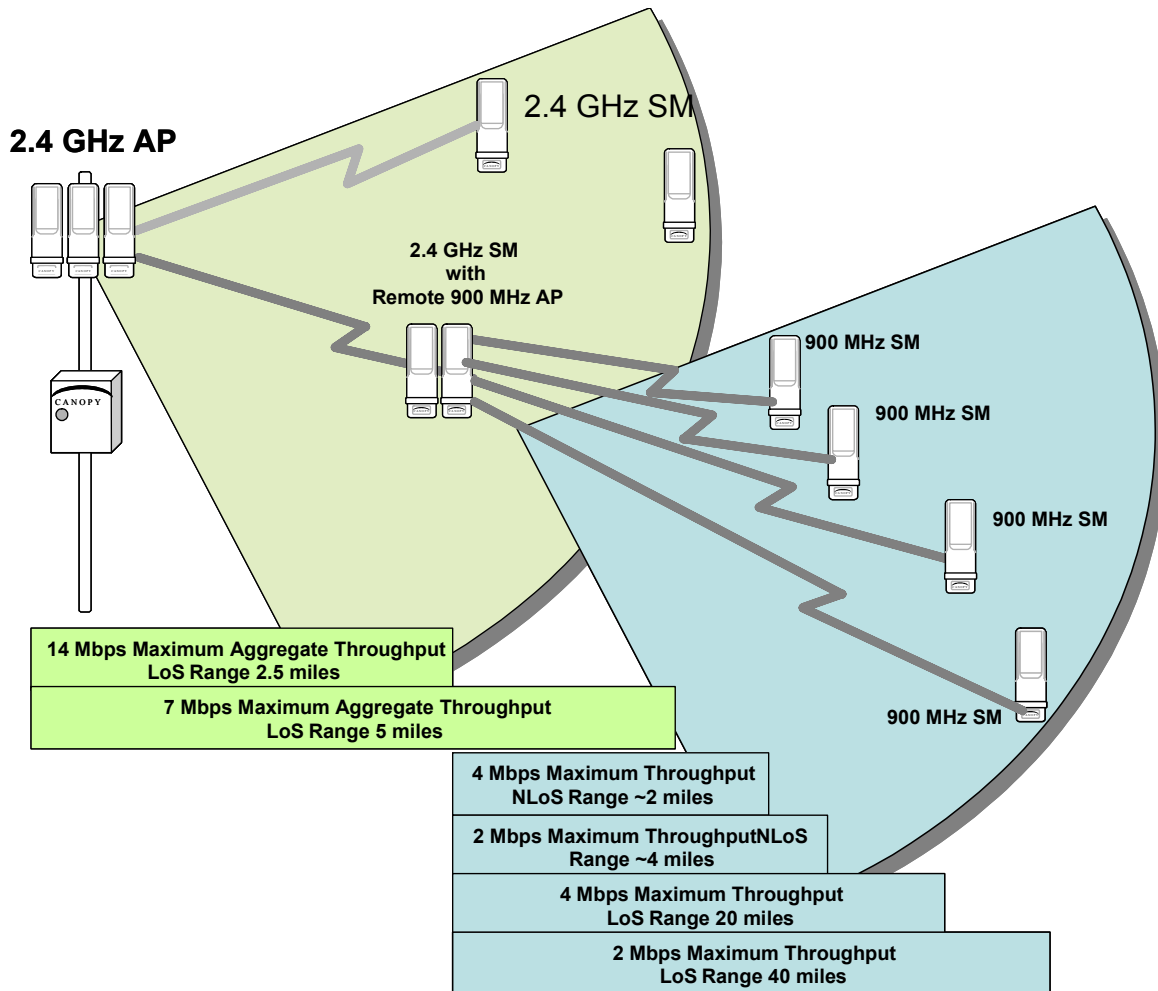 2.4 GHz SM
2.4 GHz AP
2.4 GHz SM
with
Remote 900 MHz AP
CANOPY
900 MHz SM
900 MHz SM
900 MHz SM
900 MHz SM
14 Mbps Maximum Aggregate Throughput
LoS Range 2.5 miles
7 Mbps Maximum Aggregate Throughput
LoS Range 5 miles
4 Mbps Maximum Throughput
NLoS Range ~2 miles
2 Mbps Maximum ThroughputNLoS
Range ~4 miles
4 Mbps Maximum Throughput
LoS Range 20 miles
2 Mbps Maximum Throughput
LoS Range 40 miles